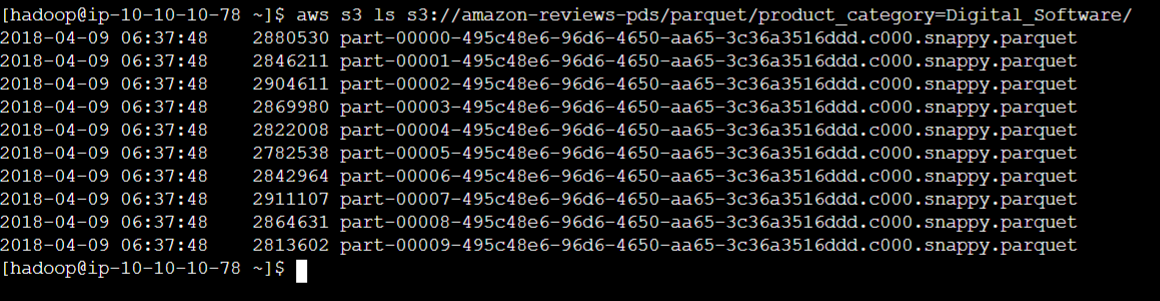 [hadoop@ip-10-10-10-78 ~]$ aws s3 ls s3://amazon-reviews-pds/parquet/product_category=Digital_Software/
2018-04-09 06:37:48    2880530 part-00000-495c48e6-96d6-4650-aa65-3c36a3516ddd.c000.snappy.parquet
2018-04-09 06:37:48    2846211 part-00001-495c48e6-96d6-4650-aa65-3c36a3516ddd.c000.snappy.parquet
2018-04-09 06:37:48    2904611 part-00002-495c48e6-96d6-4650-aa65-3c36a3516ddd.c000.snappy.parquet
2018-04-09 06:37:48    2869980 part-00003-495c48e6-96d6-4650-aa65-3c36a3516ddd.c000.snappy.parquet
2018-04-09 06:37:48    2822008 part-00004-495c48e6-96d6-4650-aa65-3c36a3516ddd.c000.snappy.parquet
2018-04-09 06:37:48    2782538 part-00005-495c48e6-96d6-4650-aa65-3c36a3516ddd.c000.snappy.parquet
2018-04-09 06:37:48    2842964 part-00006-495c48e6-96d6-4650-aa65-3c36a3516ddd.c000.snappy.parquet
2018-04-09 06:37:48    2911107 part-00007-495c48e6-96d6-4650-aa65-3c36a3516ddd.c000.snappy.parquet
2018-04-09 06:37:48    2864631 part-00008-495c48e6-96d6-4650-aa65-3c36a3516ddd.c000.snappy.parquet
2018-04-09 06:37:48    2813602 part-00009-495c48e6-96d6-4650-aa65-3c36a3516ddd.c000.snappy.parquet
[hadoop@ip-10-10-10-78 ~]$